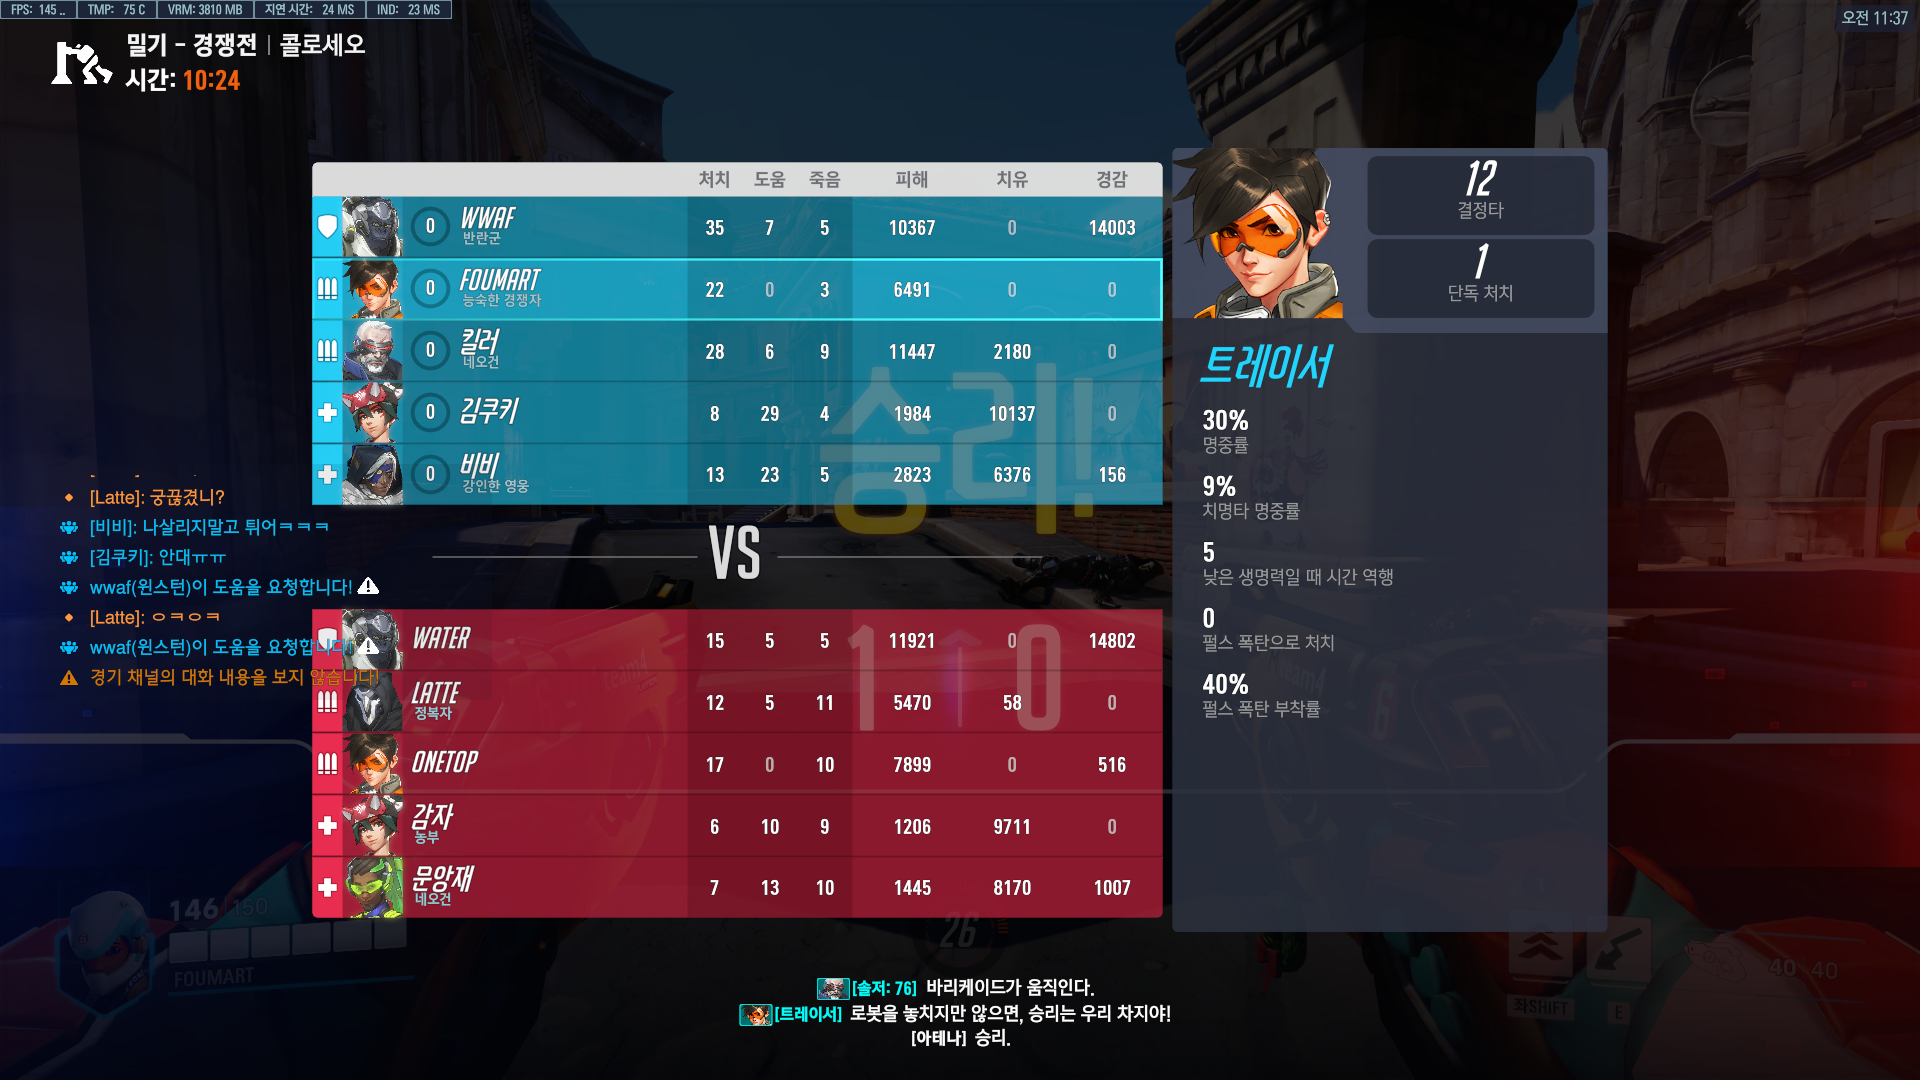 FPS: 145 .. TMP: 75 C VRM: 3810 MB 지연 시간: 24 MS IND: 23 MS
오전 11:37
밀기 - 경쟁전 | 콜로세오
시간: 10:24
처치 도움 죽음 피해 치유 경감
0 WWAF 35 7 5 10367 0 14003
반란군
0 FOUMART 22 0 3 6491 0 0
능숙한 경쟁자
0 킬러 28 6 9 11447 2180 0
네오건
0 김쿠키 8 29 4 1984 10137 0
0 비비 13 23 5 2823 6376 156
강인한 영웅
승리!
VS
WATER 15 5 5 11921 0 14802
LATTE 12 5 11 5470 58 0
정복자
ONETOP 17 0 10 7899 0 516
감자 6 10 9 1206 9711 0
농부
문앙재 7 13 10 1445 8170 1007
네오건
1 0
12
결정타
1
단독 처치
트레이서
30%
명중률
9%
치명타 명중률
5
낮은 생명력일 때 시간 역행
0
펄스 폭탄으로 처치
40%
펄스 폭탄 부착률
[Latte]: 궁끊겼니?
[비비]: 나살리지말고 튀어ㅋㅋㅋ
[김쿠키]: 안대ㅠㅠ
wwaf(윈스턴)이 도움을 요청합니다!
[Latte]: ㅇㅋㅇㅋ
wwaf(윈스턴)이 도움을 요청합니다!
경기 채널의 대화 내용을 보지 않습니다!
146/150
FOUMART
26
좌SHIFT E
40 40
[솔저: 76] 바리케이드가 움직인다.
[트레이서] 로봇을 놓치지만 않으면, 승리는 우리 차지야!
[아테나] 승리.